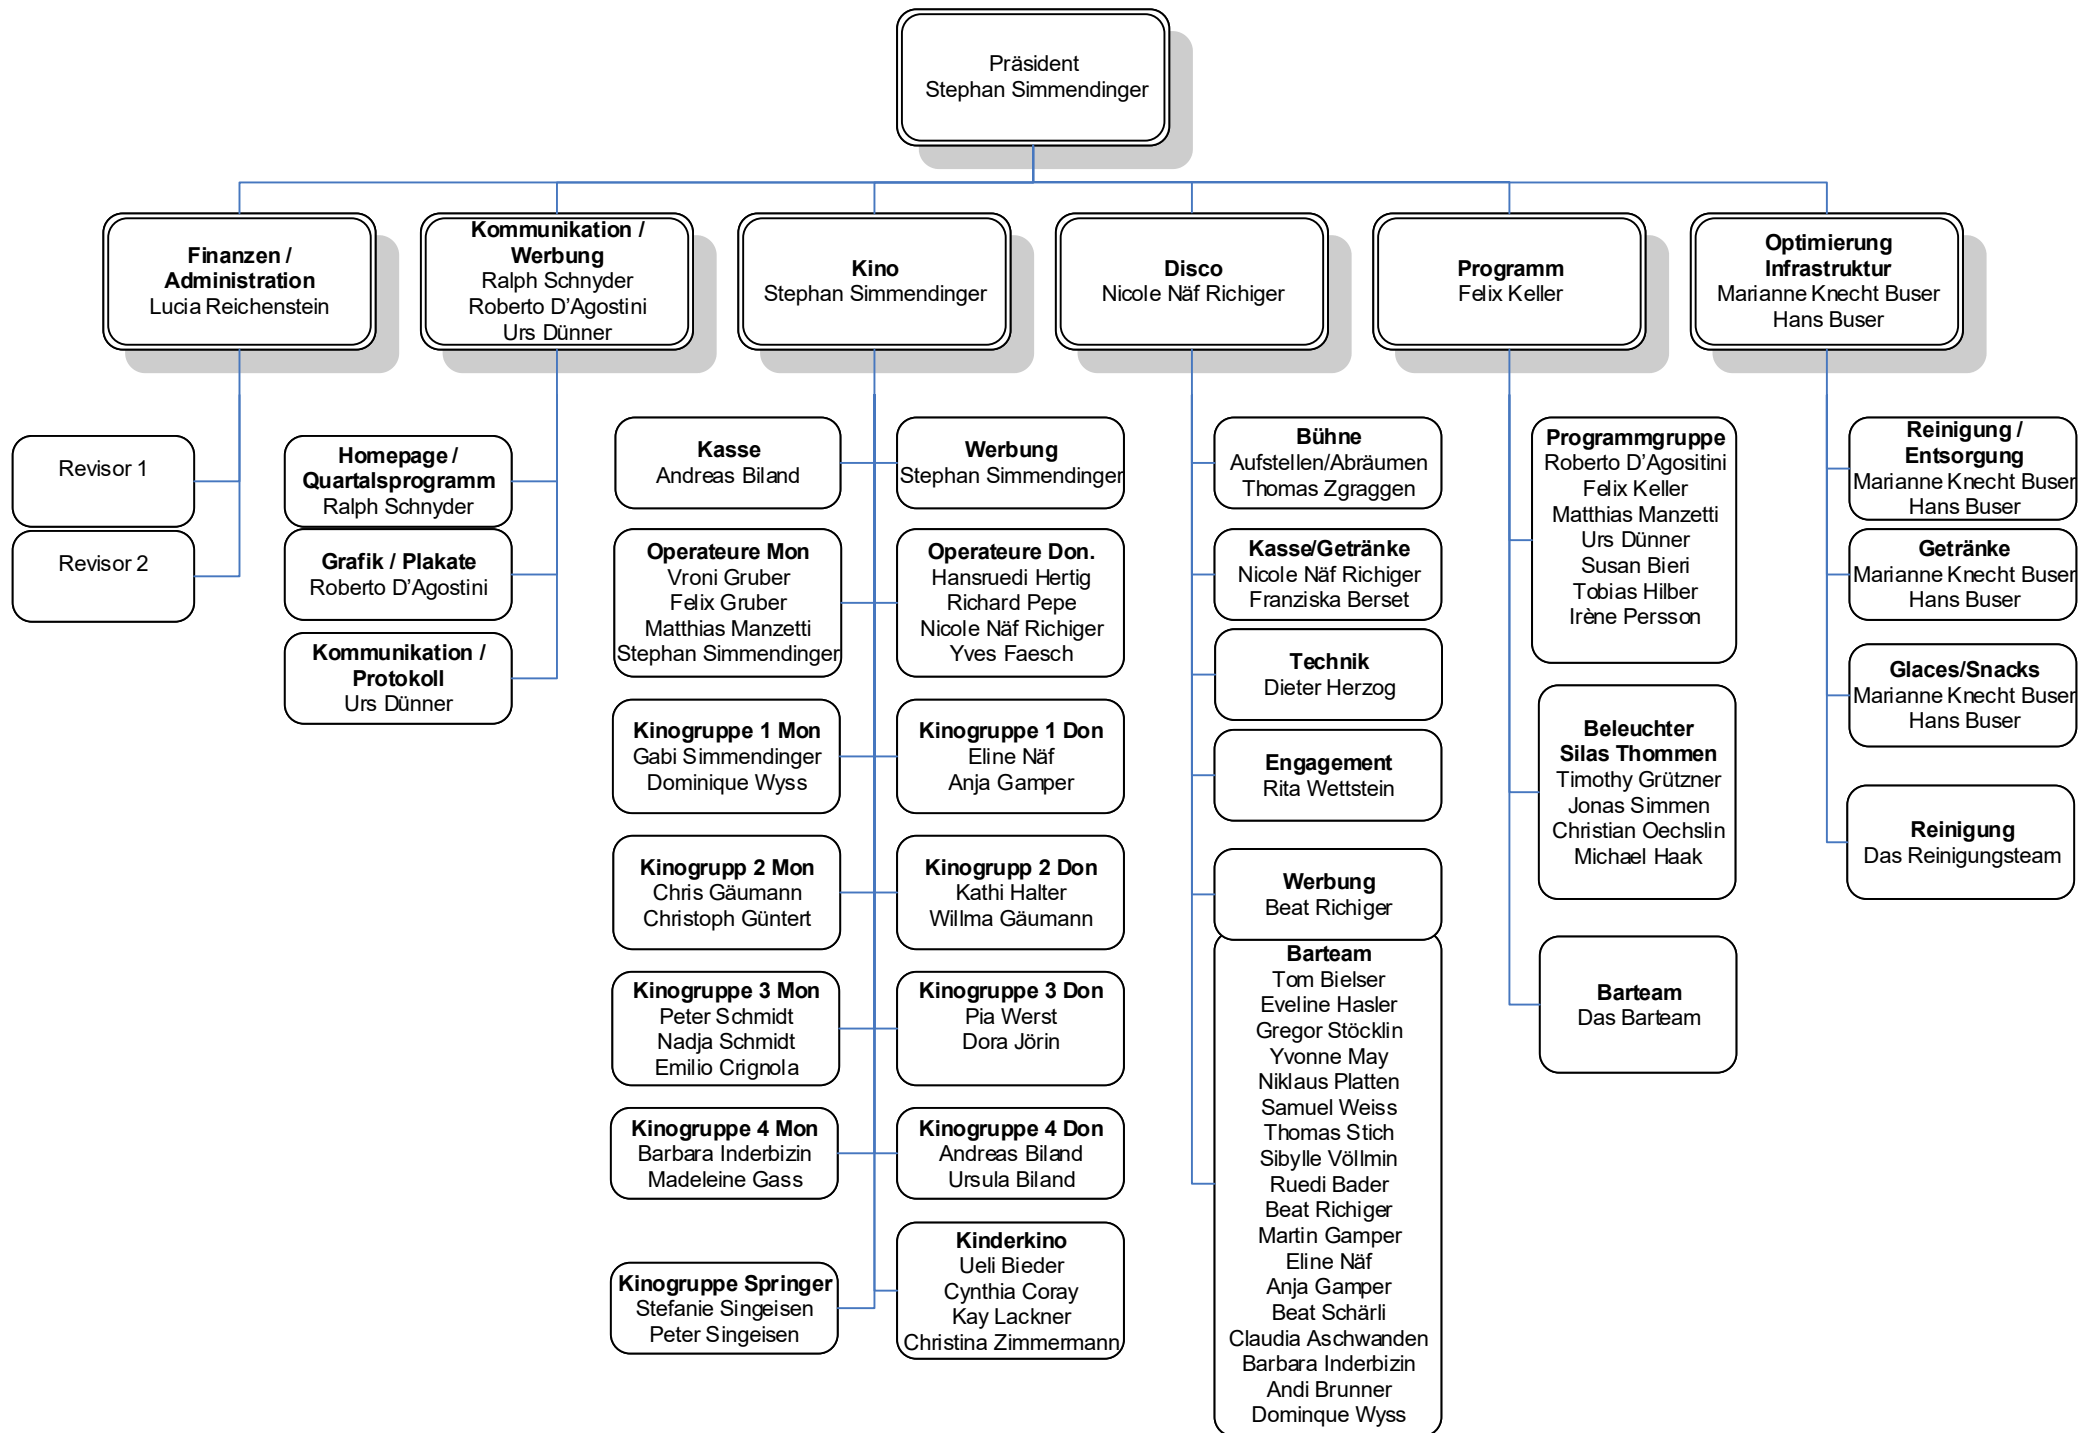 Präsident
Stephan Simmendinger
Finanzen /
Administration
Lucia Reichenstein
Kommunikation /
Werbung
Ralph Schnyder
Roberto D'Agostini
Urs Dünner
Kino
Stephan Simmendinger
Disco
Nicole Näf Richiger
Programm
Felix Keller
Optimierung
Infrastruktur
Marianne Knecht Buser
Hans Buser
Revisor 1
Revisor 2
Homepage /
Quartalsprogramm
Ralph Schnyder
Grafik / Plakate
Roberto D'Agostini
Kommunikation /
Protokoll
Urs Dünner
Kasse
Andreas Biland
Werbung
Stephan Simmendinger
Operateure Mon
Vroni Gruber
Felix Gruber
Matthias Manzetti
Stephan Simmendinger
Operateure Don.
Hansruedi Hertig
Richard Pepe
Nicole Näf Richiger
Yves Faesch
Kinogruppe 1 Mon
Gabi Simmendinger
Dominique Wyss
Kinogruppe 1 Don
Eline Näf
Anja Gamper
Kinogrupp 2 Mon
Chris Gäumann
Christoph Güntert
Kinogrupp 2 Don
Kathi Halter
Willma Gäumann
Kinogruppe 3 Mon
Peter Schmidt
Nadja Schmidt
Emilio Crignola
Kinogruppe 3 Don
Pia Werst
Dora Jörin
Kinogruppe 4 Mon
Barbara Inderbizin
Madeleine Gass
Kinogruppe 4 Don
Andreas Biland
Ursula Biland
Kinogruppe Springer
Stefanie Singeisen
Peter Singeisen
Kinderkino
Ueli Bieder
Cynthia Coray
Kay Lackner
Christina Zimmermann
Bühne
Aufstellen/Abräumen
Thomas Zgraggen
Kasse/Getränke
Nicole Näf Richiger
Franziska Berset
Technik
Dieter Herzog
Engagement
Rita Wettstein
Werbung
Beat Richiger
Barteam
Tom Bielser
Eveline Hasler
Gregor Stöcklin
Yvonne May
Niklaus Platten
Samuel Weiss
Thomas Stich
Sibylle Völlmin
Ruedi Bader
Beat Richiger
Martin Gamper
Eline Näf
Anja Gamper
Beat Schärli
Claudia Aschwanden
Barbara Inderbizin
Andi Brunner
Dominque Wyss
Programmgruppe
Roberto D'Agositini
Felix Keller
Matthias Manzetti
Urs Dünner
Susan Bieri
Tobias Hilber
Irène Persson
Beleuchter
Silas Thommen
Timothy Grützner
Jonas Simmen
Christian Oechslin
Michael Haak
Barteam
Das Barteam
Reinigung /
Entsorgung
Marianne Knecht Buser
Hans Buser
Getränke
Marianne Knecht Buser
Hans Buser
Glaces/Snacks
Marianne Knecht Buser
Hans Buser
Reinigung
Das Reinigungsteam